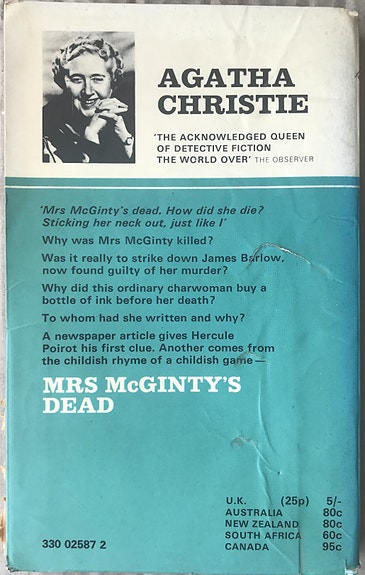 AGATHA
CHRISTIE
'THE ACKNOWLEDGED QUEEN
OF DETECTIVE FICTION
THE WORLD OVER' THE OBSERVER
'Mrs McGinty's dead. How did she die?
Sticking her neck out, just like I'
Why was Mrs McGinty killed?
Was it really to strike down James Barlow,
now found guilty of her murder?
Why did this ordinary charwoman buy a
bottle of ink before her death?
To whom had she written and why?
A newspaper article gives Hercule
Poirot his first clue. Another comes from
the childish rhyme of a childish game—
MRS McGINTY'S
DEAD
U.K. (25p) 5/-
AUSTRALIA 80c
NEW ZEALAND 80c
SOUTH AFRICA 60c
CANADA 95c
330 02587 2